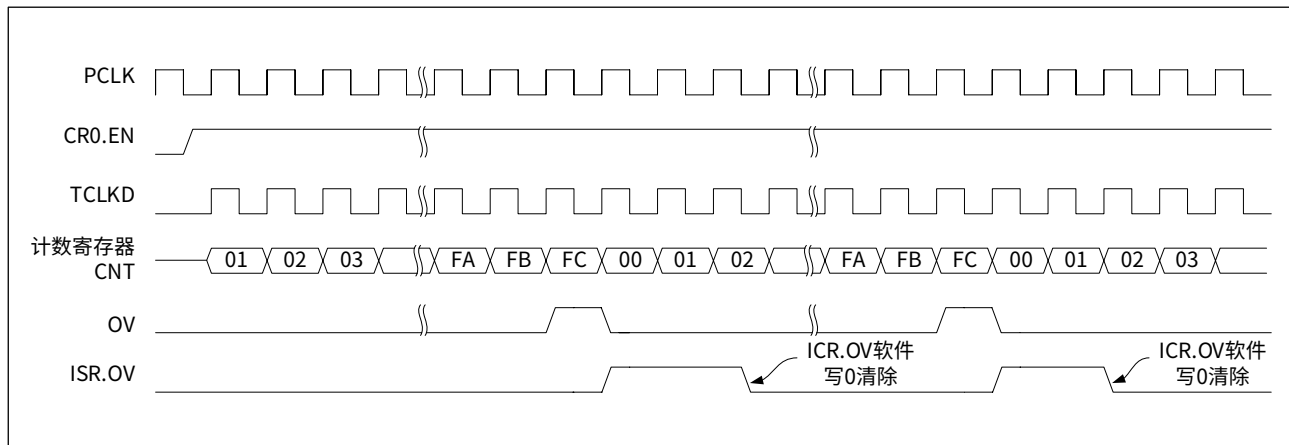 PCLK
CR0.EN
TCLKD
计数寄存器
CNT
01 02 03 FA FB FC 00 01 02 FA FB FC 00 01 02 03
OV
ISR.OV
ICR.OV软件
写0清除
ICR.OV软件
写0清除